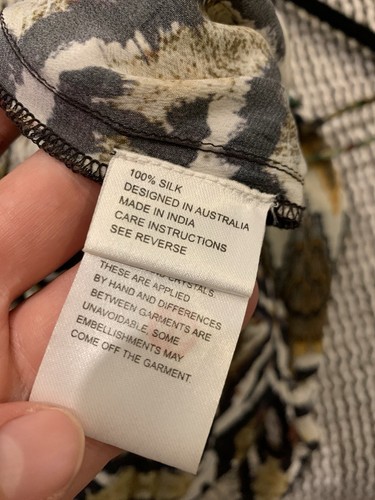 100% SILK
DESIGNED IN AUSTRALIA
MADE IN INDIA
CARE INSTRUCTIONS
SEE REVERSE
CRYSTALS
THESE ARE APPLIED
BY HAND AND DIFFERENCES
BETWEEN GARMENTS ARE
UNAVOIDABLE. SOME
EMBELLISHMENTS MAY
COME OFF THE GARMENT.